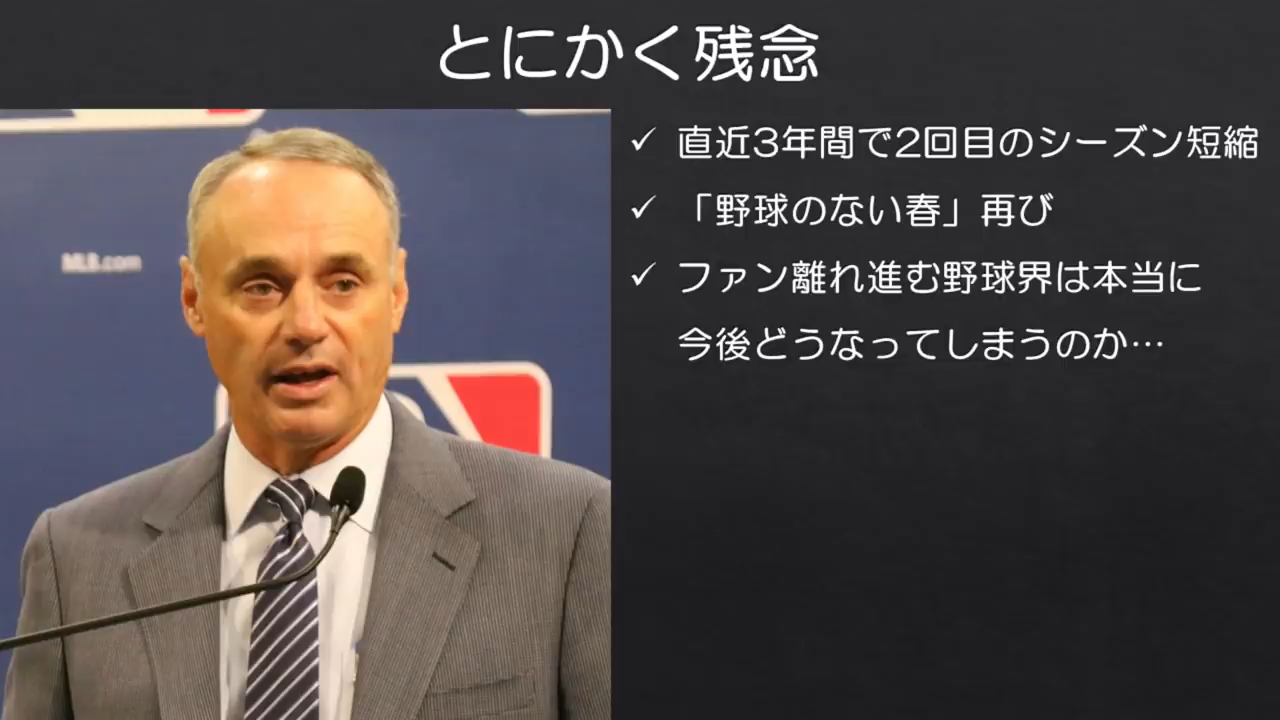 とにかく残念
直近3年間で2回目のシーズン短縮
「野球のない春」再び
ファン離れ進む野球界は本当に
今後どうなってしまうのか…
MLB.com